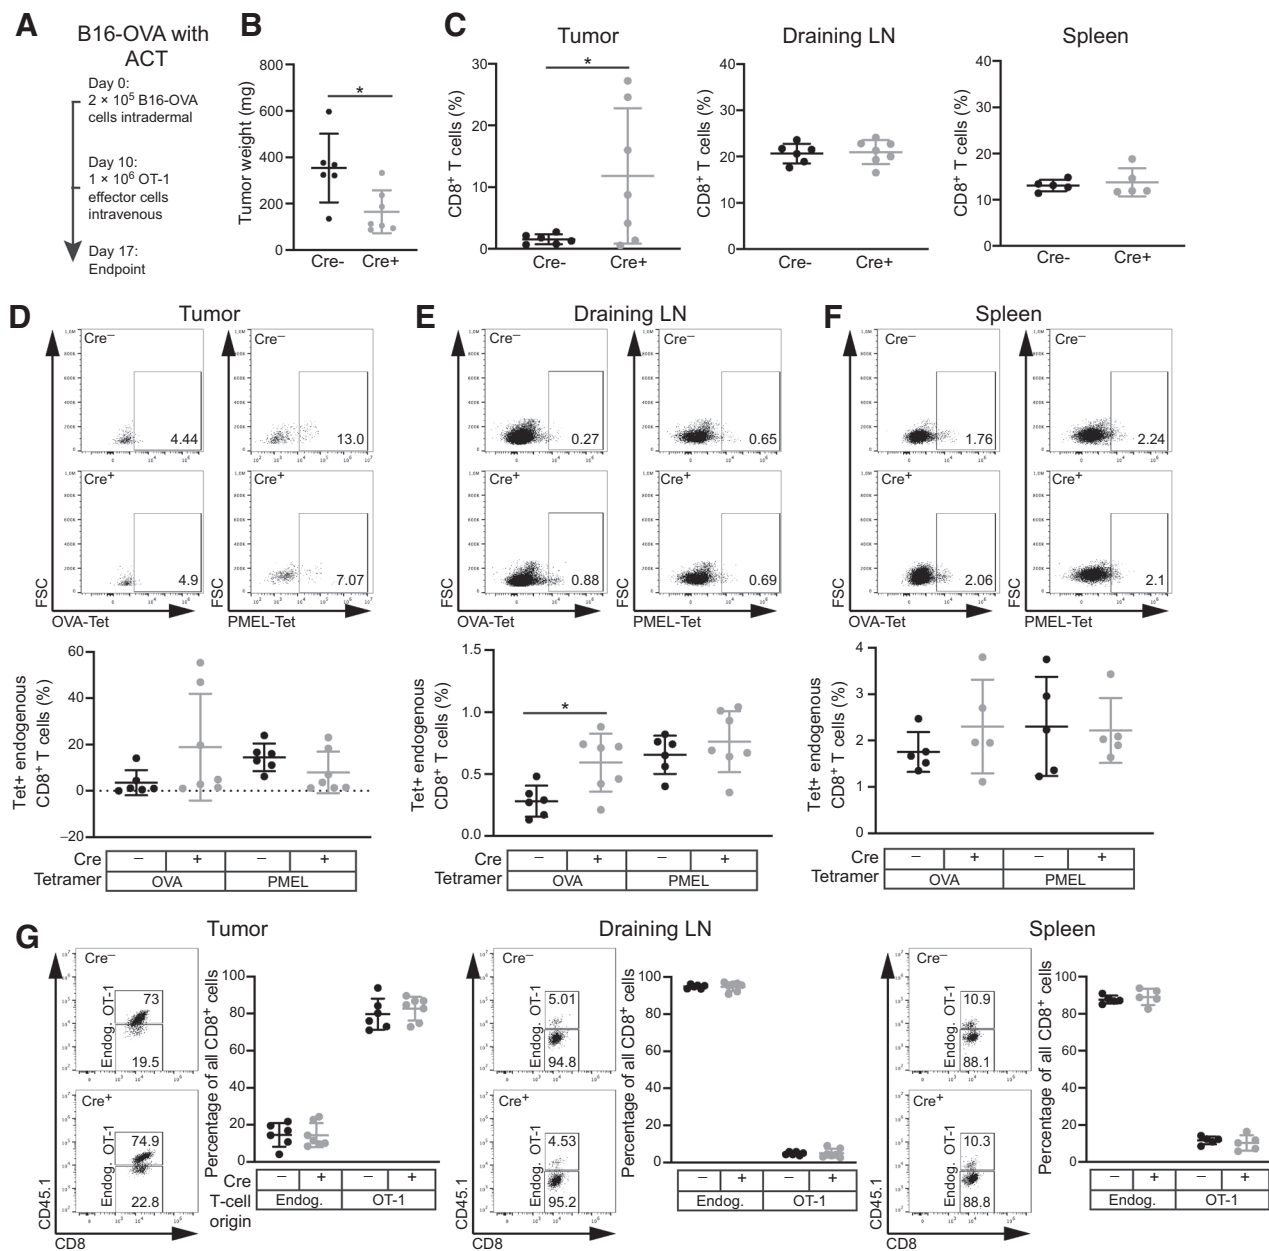 A
B16-OVA with
ACT
Day 0:
2 × 10⁵ B16-OVA
cells intradermal
Day 10:
1 × 10⁶ OT-1
effector cells
intravenous
Day 17:
Endpoint
B
Tumor weight (mg)
800
600
400
200
0
*
Cre- Cre+
C
Tumor
CD8⁺ T cells (%)
30
20
10
0
*
Cre- Cre+
Draining LN
CD8⁺ T cells (%)
40
30
20
10
0
Cre- Cre+
Spleen
CD8⁺ T cells (%)
40
30
20
10
0
Cre- Cre+
D
Tumor
Cre⁻
4.44
Cre⁻
13.0
Cre⁺
4.9
Cre⁺
7.07
FSC
OVA-Tet
FSC
PMEL-Tet
Tet+ endogenous
CD8⁺ T cells (%)
60
40
20
0
−20
Cre − + − +
Tetramer OVA PMEL
E
Draining LN
Cre⁻
0.27
Cre⁻
0.65
Cre⁺
0.88
Cre⁺
0.69
FSC
OVA-Tet
FSC
PMEL-Tet
Tet+ endogenous
CD8⁺ T cells (%)
1.5
1.0
0.5
0.0
*
Cre − + − +
Tetramer OVA PMEL
F
Spleen
Cre⁻
1.76
Cre⁻
2.24
Cre⁺
2.06
Cre⁺
2.1
FSC
OVA-Tet
FSC
PMEL-Tet
Tet+ endogenous
CD8⁺ T cells (%)
4
3
2
1
0
Cre − + − +
Tetramer OVA PMEL
G
Tumor
Cre⁻
Endog. OT-1
73
19.5
Cre⁺
Endog. OT-1
74.9
22.8
CD45.1
CD8
Percentage of all CD8⁺ cells
100
80
60
40
20
0
Cre − + − +
T-cell
origin
Endog. OT-1
Draining LN
Cre⁻
Endog. OT-1
5.01
94.8
Cre⁺
Endog. OT-1
4.53
95.2
CD45.1
CD8
Percentage of all CD8⁺ cells
100
80
60
40
20
0
− + − +
Endog. OT-1
Spleen
Cre⁻
Endog. OT-1
10.9
88.1
Cre⁺
Endog. OT-1
10.3
88.8
CD45.1
CD8
Percentage of all CD8⁺ cells
100
80
60
40
20
0
− + − +
Endog. OT-1